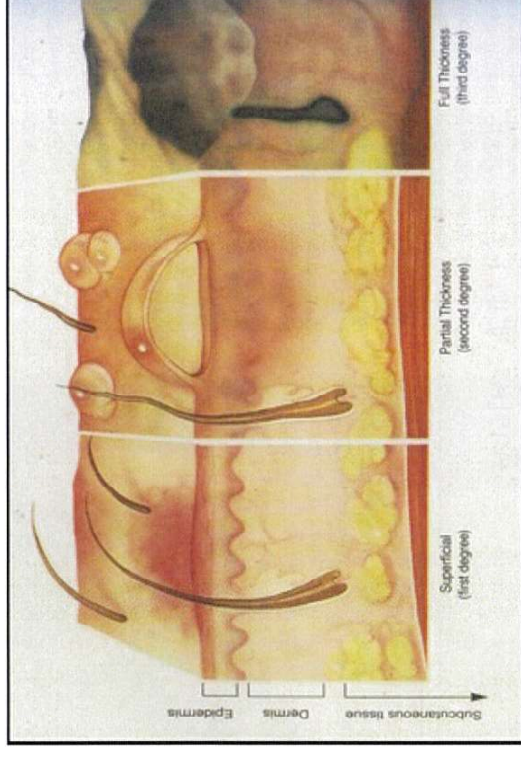 Epidermis
Dermis
Subcutaneous tissue
Superficial
(first degree)
Partial Thickness
(second degree)
Full Thickness
(third degree)